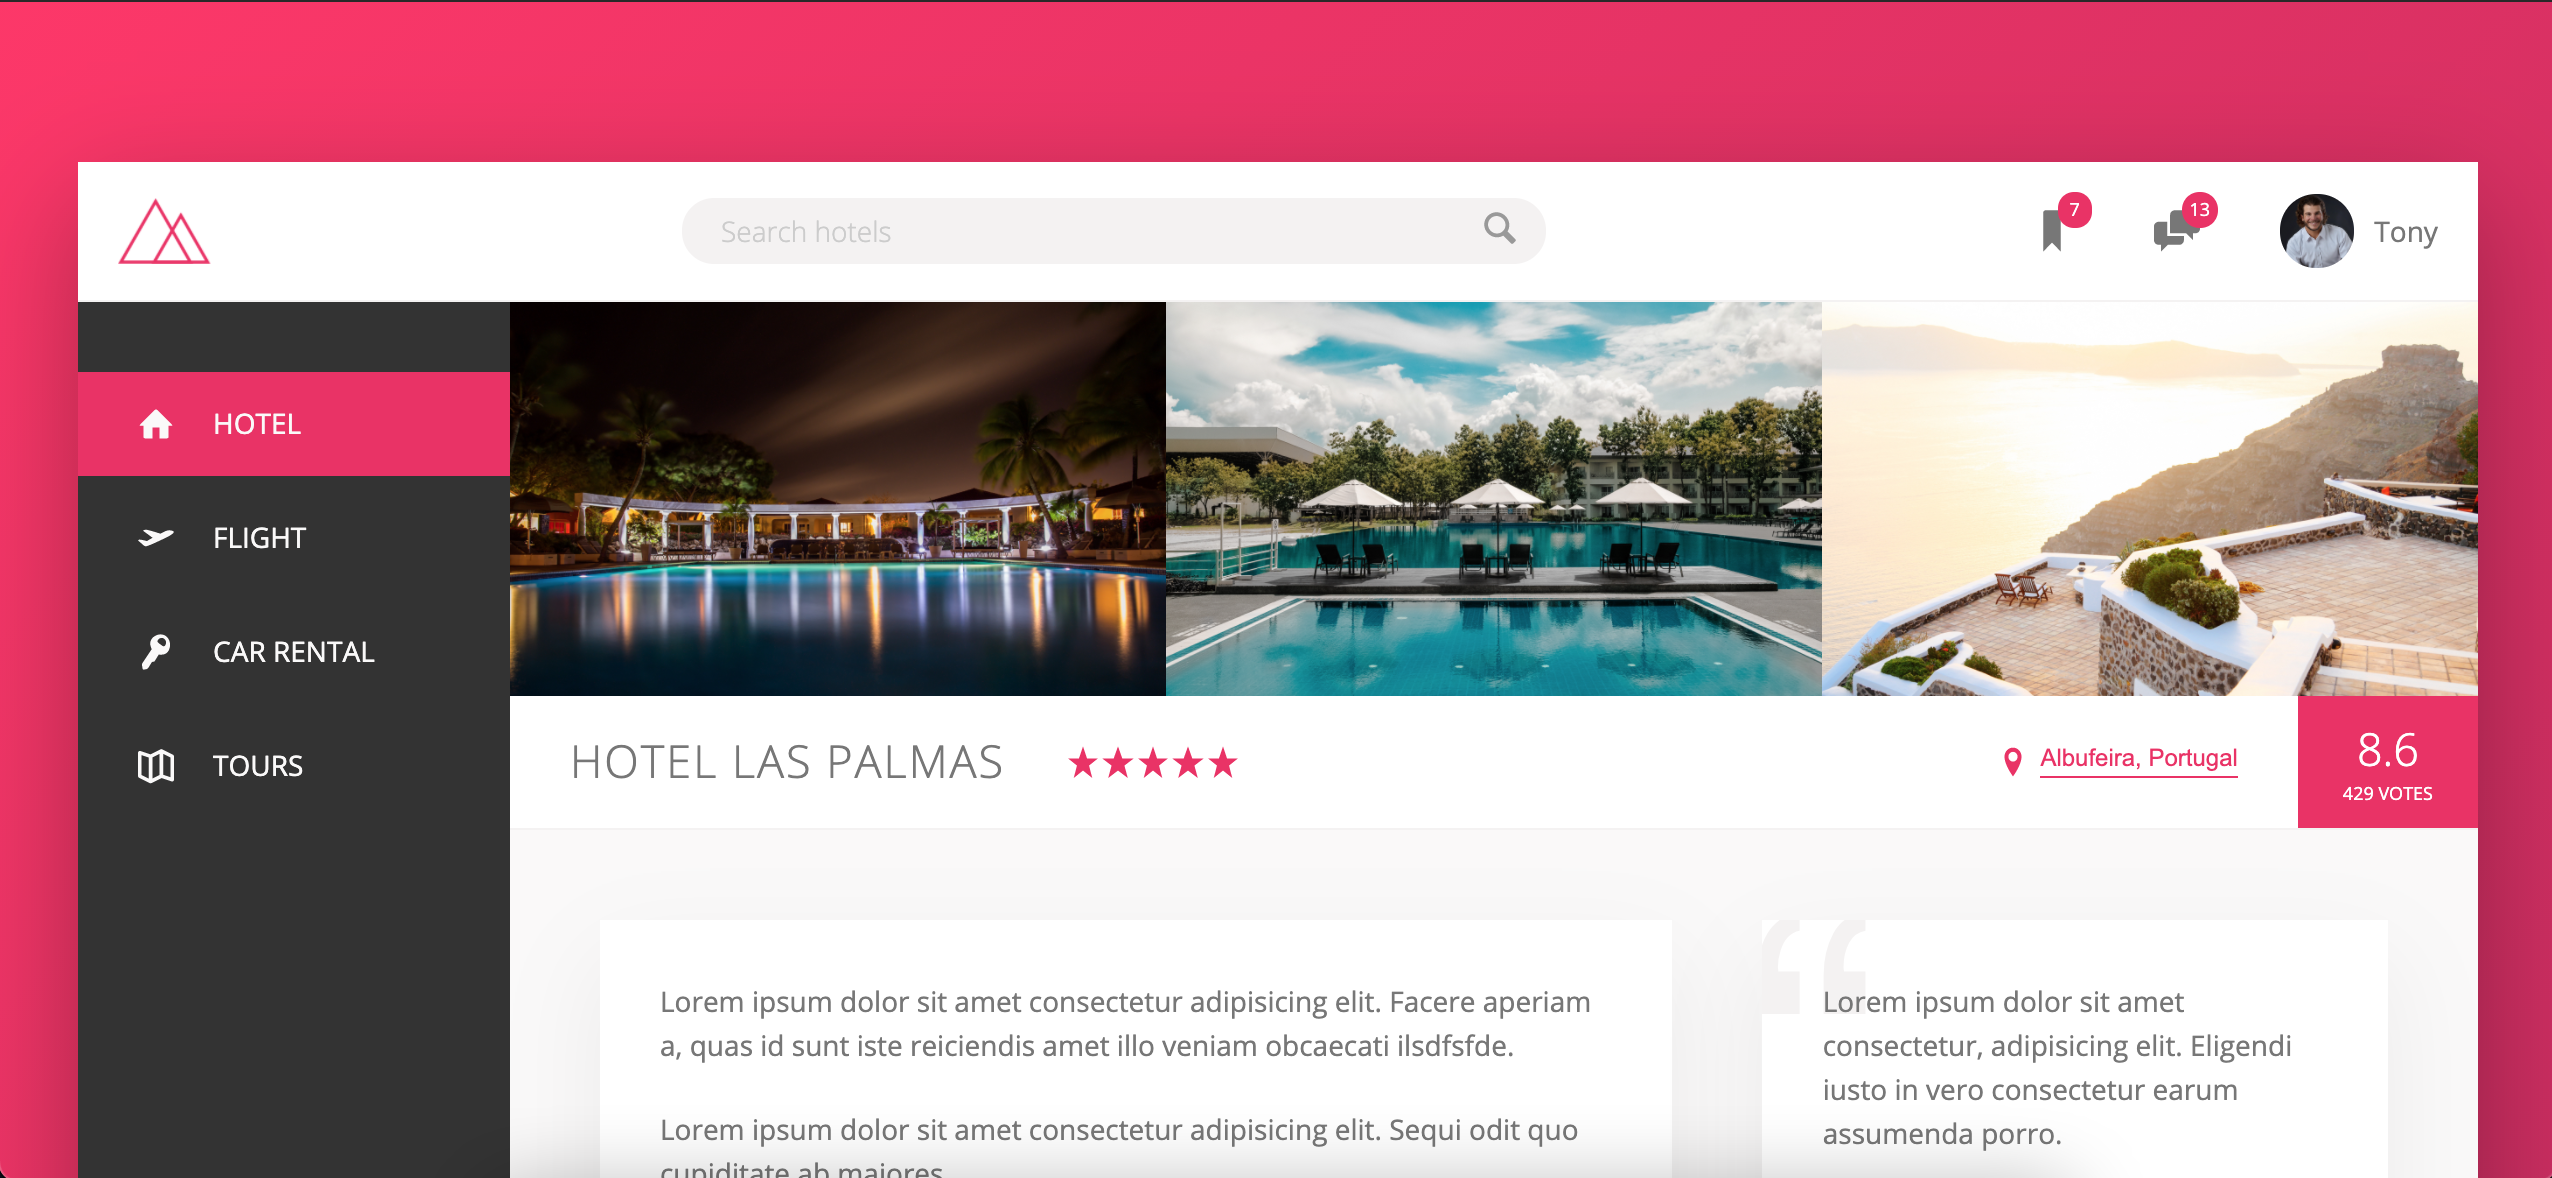 Search hotels
7
13
Tony
HOTEL
FLIGHT
CAR RENTAL
TOURS
HOTEL LAS PALMAS
Albufeira, Portugal
8.6
429 VOTES
Lorem ipsum dolor sit amet consectetur adipisicing elit. Facere aperiam
a, quas id sunt iste reiciendis amet illo veniam obcaecati ilsdfsfde.
Lorem ipsum dolor sit amet consectetur adipisicing elit. Sequi odit quo
cupiditate ab maiores
“
Lorem ipsum dolor sit amet
consectetur, adipisicing elit. Eligendi
iusto in vero consectetur earum
assumenda porro.